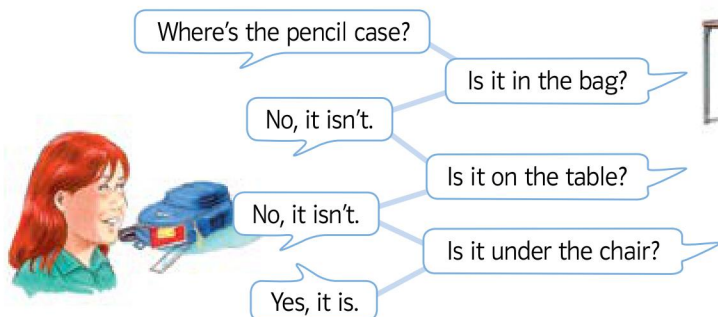 Where's the pencil case?
Is it in the bag?
No, it isn't.
Is it on the table?
No, it isn't.
Is it under the chair?
Yes, it is.